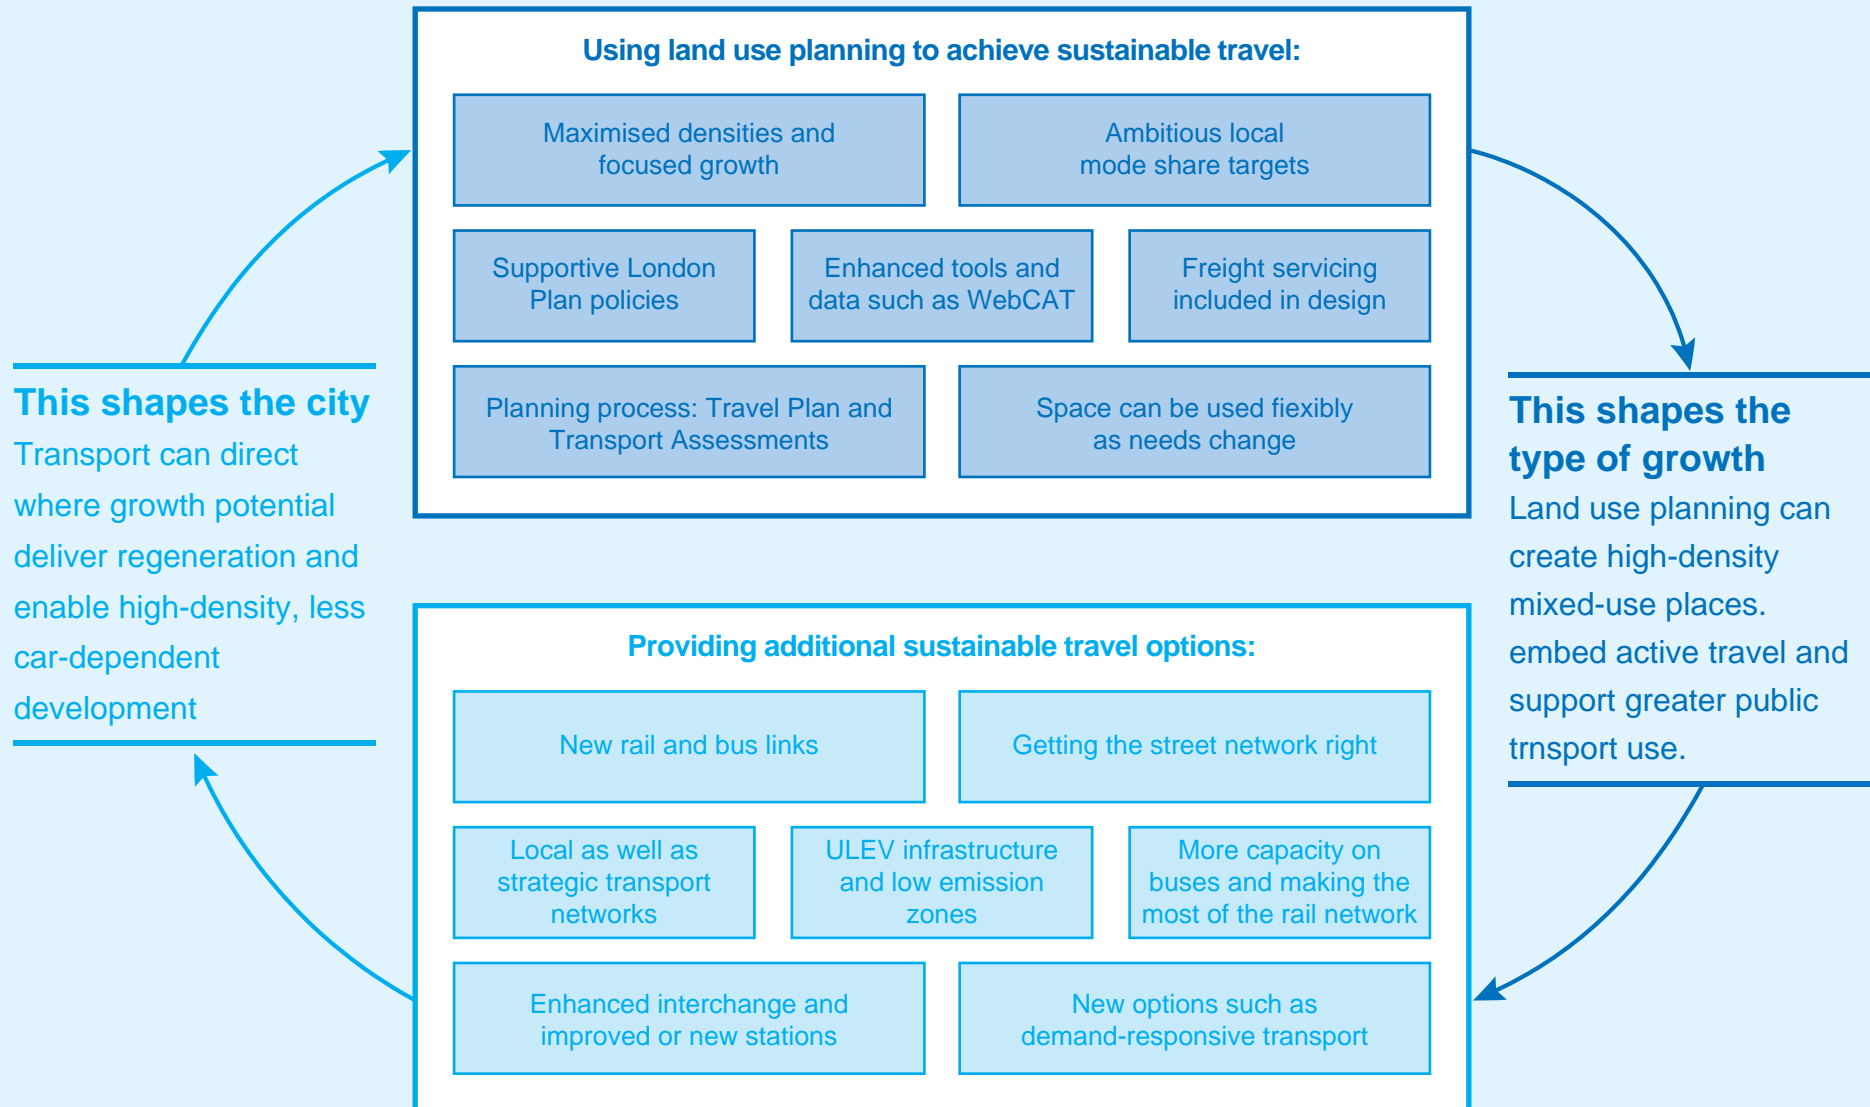 Using land use planning to achieve sustainable travel:
Maximised densities and
focused growth
Ambitious local
mode share targets
Supportive London
Plan policies
Enhanced tools and
data such as WebCAT
Freight servicing
included in design
Planning process: Travel Plan and
Transport Assessments
Space can be used fiexibly
as needs change
This shapes the city
Transport can direct
where growth potential
deliver regeneration and
enable high-density, less
car-dependent
development
This shapes the
type of growth
Land use planning can
create high-density
mixed-use places.
embed active travel and
support greater public
trnsport use.
Providing additional sustainable travel options:
New rail and bus links
Getting the street network right
Local as well as
strategic transport
networks
ULEV infrastructure
and low emission
zones
More capacity on
buses and making the
most of the rail network
Enhanced interchange and
improved or new stations
New options such as
demand-responsive transport